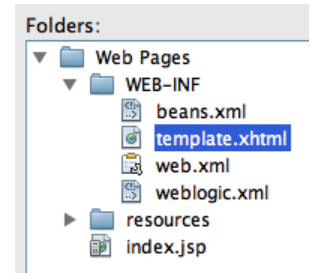 Folders:
Web Pages
WEB-INF
beans.xml
template.xhtml
web.xml
weblogic.xml
resources
index.jsp